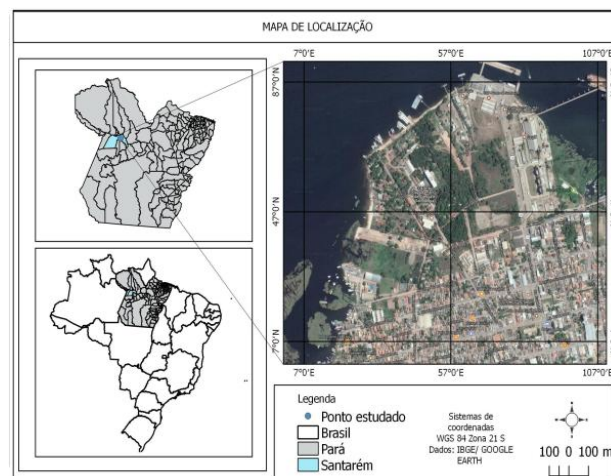 MAPA DE LOCALIZAÇÃO
7°0'E 57°0'E 107°0'E
87°0'N
47°0'N
7°0'N
7°0'E 57°0'E 107°0'E
Legenda
Ponto estudado
Brasil
Pará
Santarém
Sistemas de
coordenadas
WGS 84 Zona 21 S
Dados: IBGE/ GOOGLE
EARTH
100 0 100 m